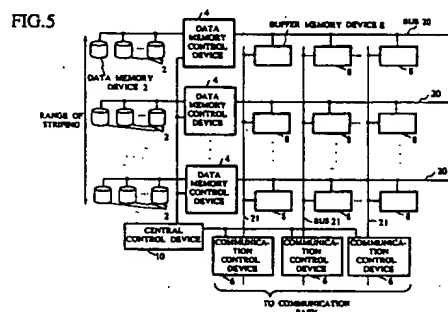 FIG.5
4
DATA MEMORY CONTROL DEVICE
BUFFER MEMORY DEVICE 8
BUS 20
2
DATA MEMORY DEVICE 2
8
8
8
4
RANGE OF STRIPING
DATA MEMORY CONTROL DEVICE
20
2
8
8
8
4
DATA MEMORY CONTROL DEVICE
20
2
21
8
BUS 21
8
21
8
CENTRAL CONTROL DEVICE
10
COMMUNICATION CONTROL DEVICE
6
COMMUNICATION CONTROL DEVICE
6
COMMUNICATION CONTROL DEVICE
6
TO COMMUNICATION